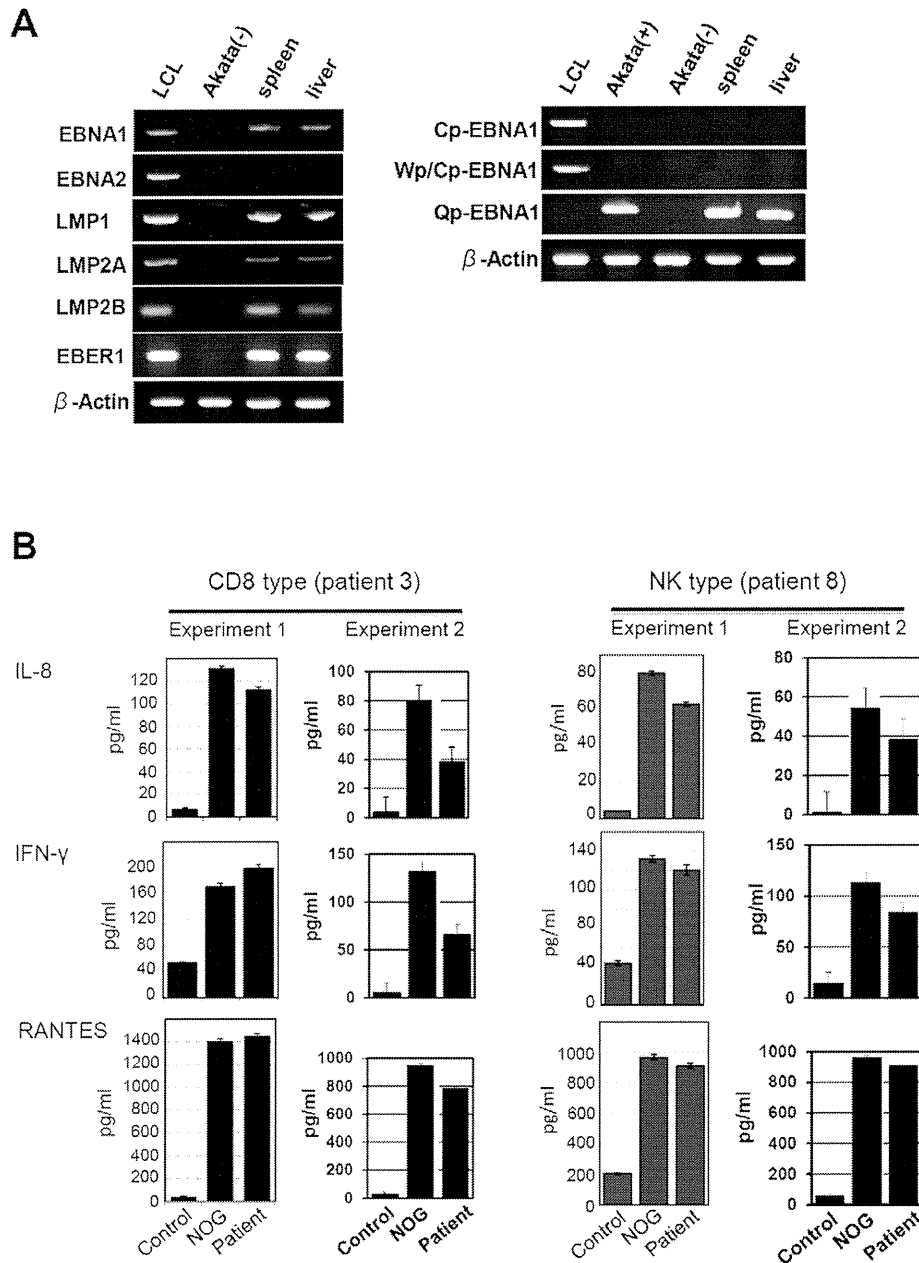 A
LCL Akata(-) spleen liver
EBNA1
EBNA2
LMP1
LMP2A
LMP2B
EBER1
β-Actin
LCL Akata(+) Akata(-) spleen liver
Cp-EBNA1
Wp/Cp-EBNA1
Qp-EBNA1
β-Actin
B
CD8 type (patient 3) NK type (patient 8)
Experiment 1 Experiment 2 Experiment 1 Experiment 2
IL-8
pg/ml
120
100
80
60
40
20
0
pg/ml
100
80
60
40
20
0
pg/ml
80
60
40
20
0
pg/ml
60
40
20
0
IFN-γ
pg/ml
200
160
120
80
40
0
pg/ml
150
100
50
0
pg/ml
140
100
80
40
0
pg/ml
150
100
50
0
RANTES
pg/ml
1400
1200
1000
800
600
400
200
0
pg/ml
1000
800
600
400
200
0
pg/ml
1000
800
600
400
200
0
pg/ml
1000
800
600
400
200
0
Control NOG Patient
Control NOG Patient
Control NOG Patient
Control NOG Patient